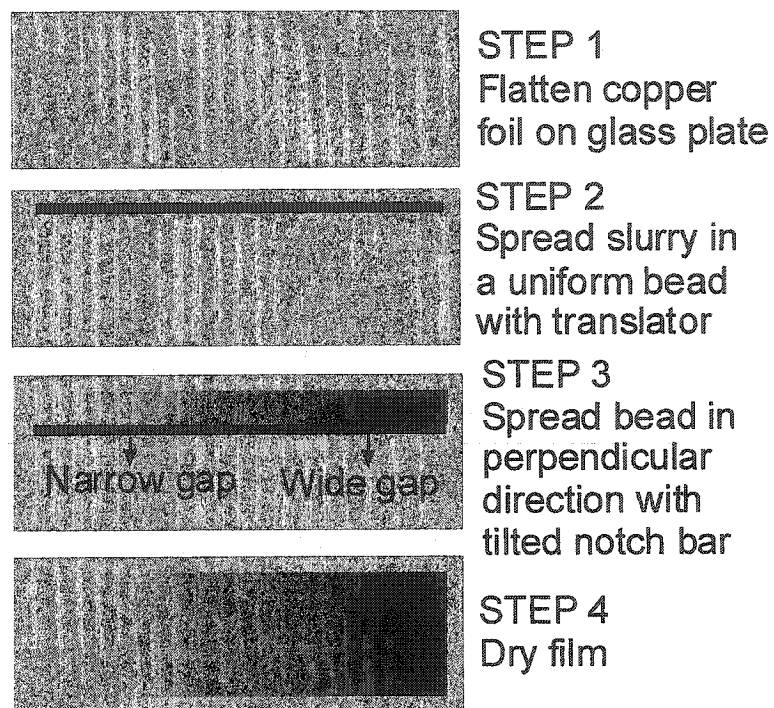 STEP 1
Flatten copper
foil on glass plate
STEP 2
Spread slurry in
a uniform bead
with translator
STEP 3
Spread bead in
perpendicular
direction with
tilted notch bar
Narrow gap Wide gap
STEP 4
Dry film